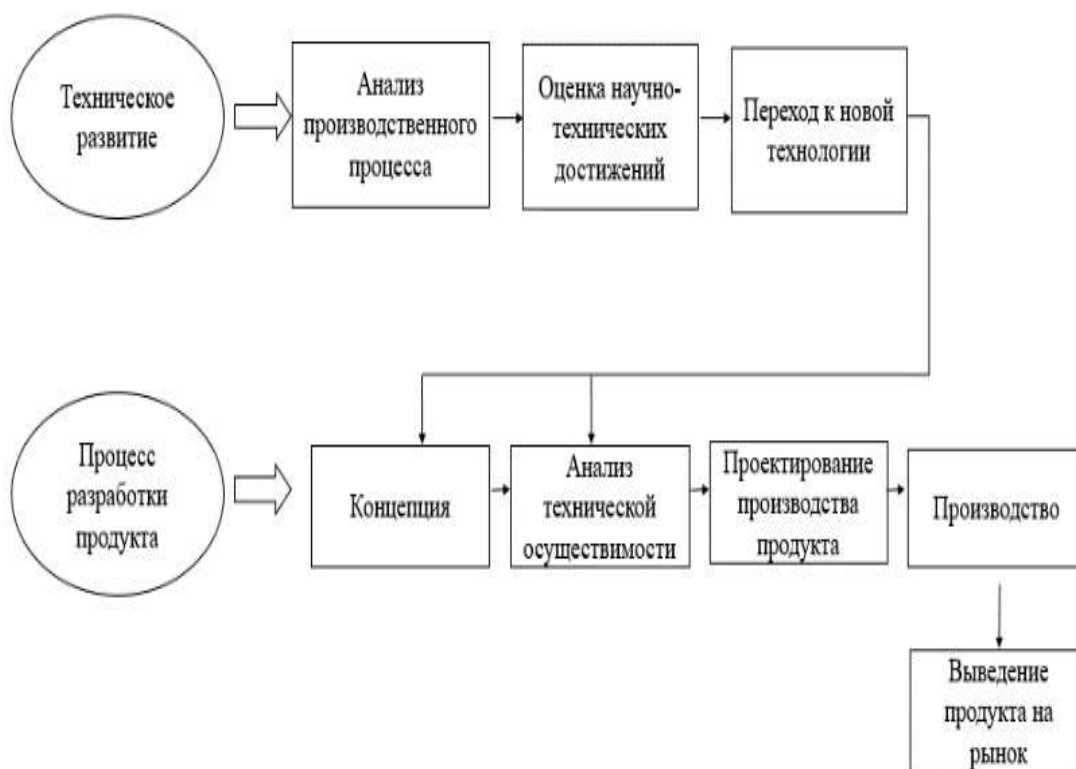 Техническое
развитие
Анализ
производственного
процесса
Оценка научно-
технических
достижений
Переход к новой
технологии
Процесс
разработки
продукта
Концепция
Анализ
технической
осуществимости
Проектирование
производства
продукта
Производство
Выведение
продукта на
рынок